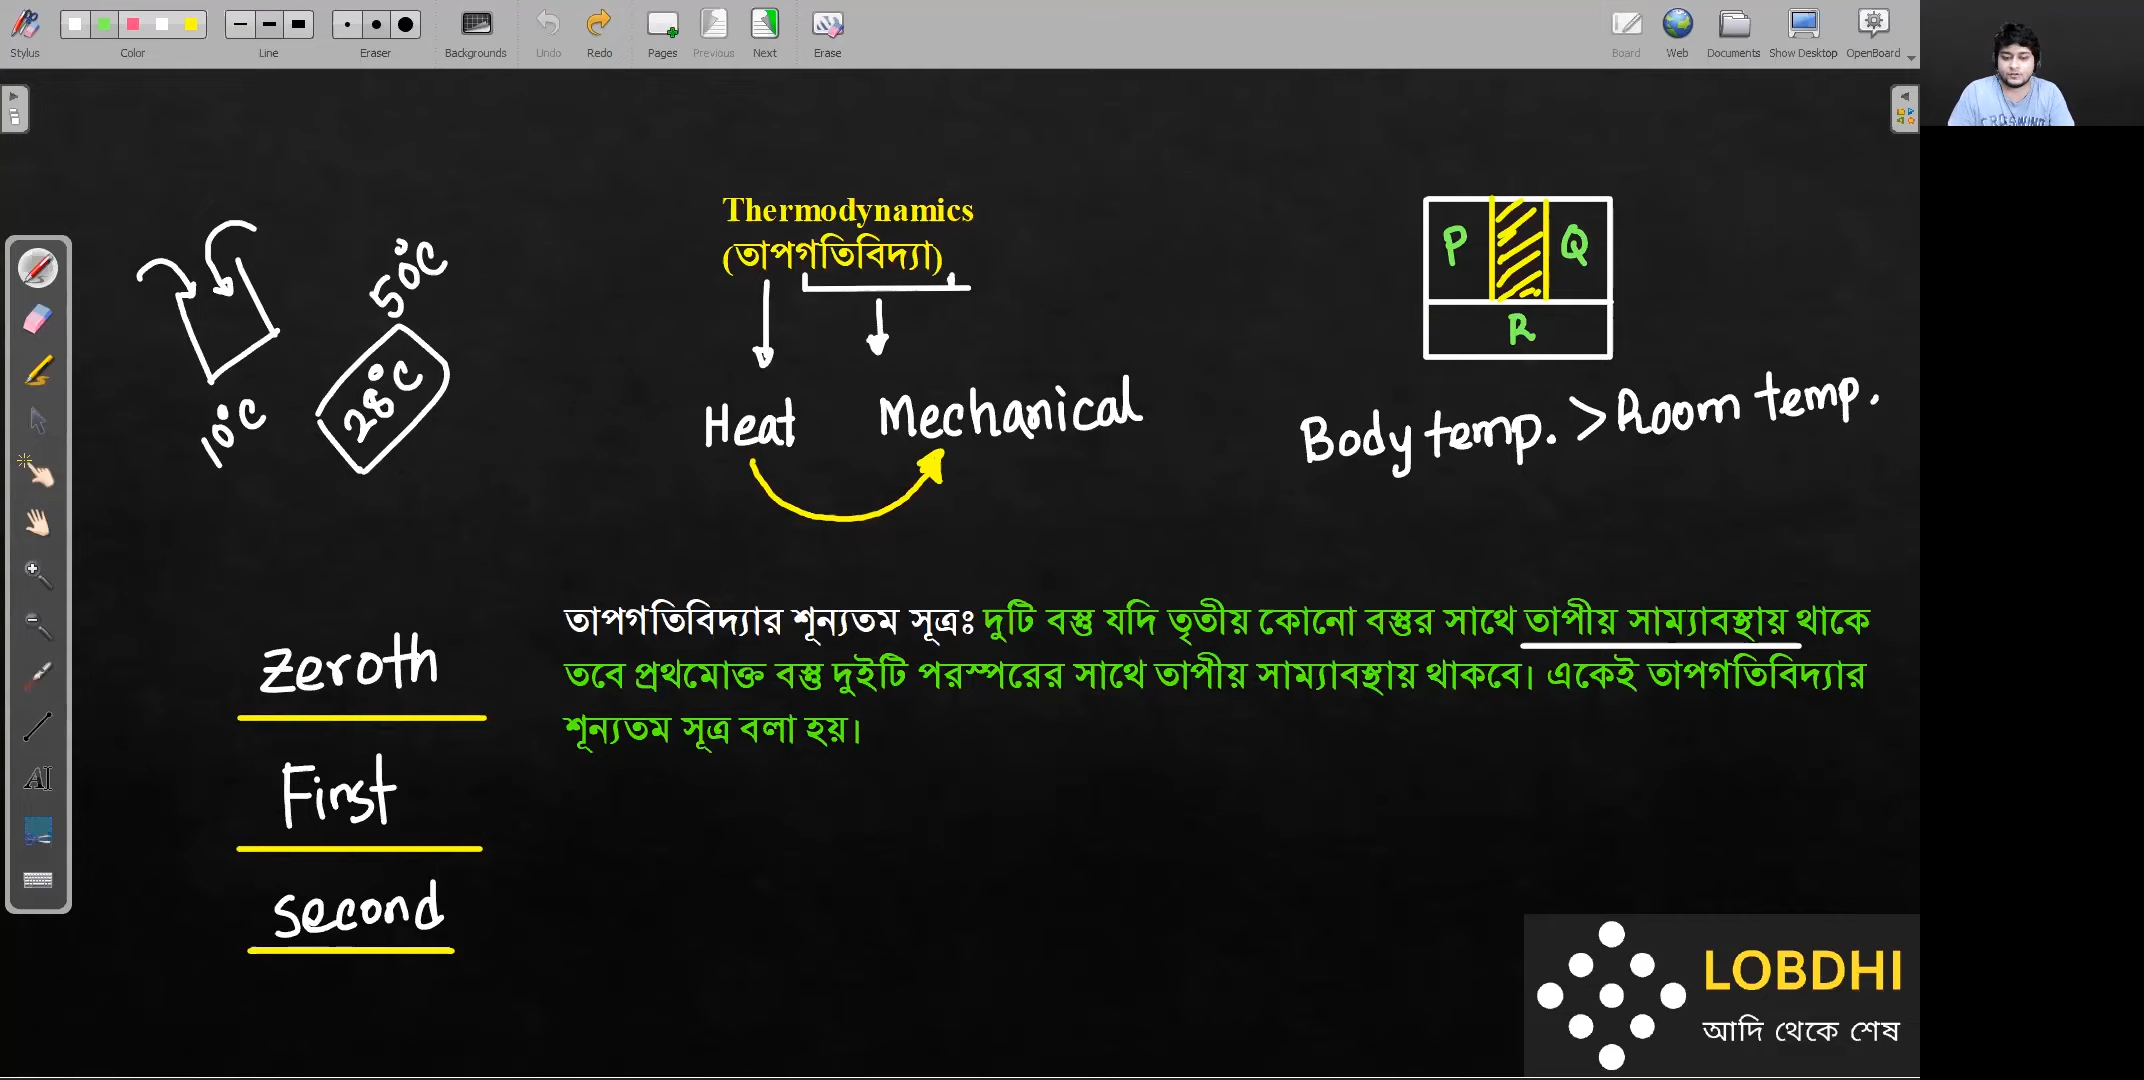 Stylus
Color
Line
Eraser
Backgrounds
Undo
Redo
Pages
Previous
Next
Erase
Board
Web
Documents
Show Desktop
OpenBoard
CROSSWIND
Thermodynamics
(তাপগতিবিদ্যা)
Heat
Mechanical
10°C
50°C
28°C
P
Q
R
Body temp. > Room temp.
zeroth
First
second
তাপগতিবিদ্যার শূন্যতম সূত্রঃ দুটি বস্তু যদি তৃতীয় কোনো বস্তুর সাথে তাপীয় সাম্যাবস্থায় থাকে
তবে প্রথমোক্ত বস্তু দুইটি পরস্পরের সাথে তাপীয় সাম্যাবস্থায় থাকবে। একেই তাপগতিবিদ্যার
শূন্যতম সূত্র বলা হয়।
AI
LOBDHI
আদি থেকে শেষ